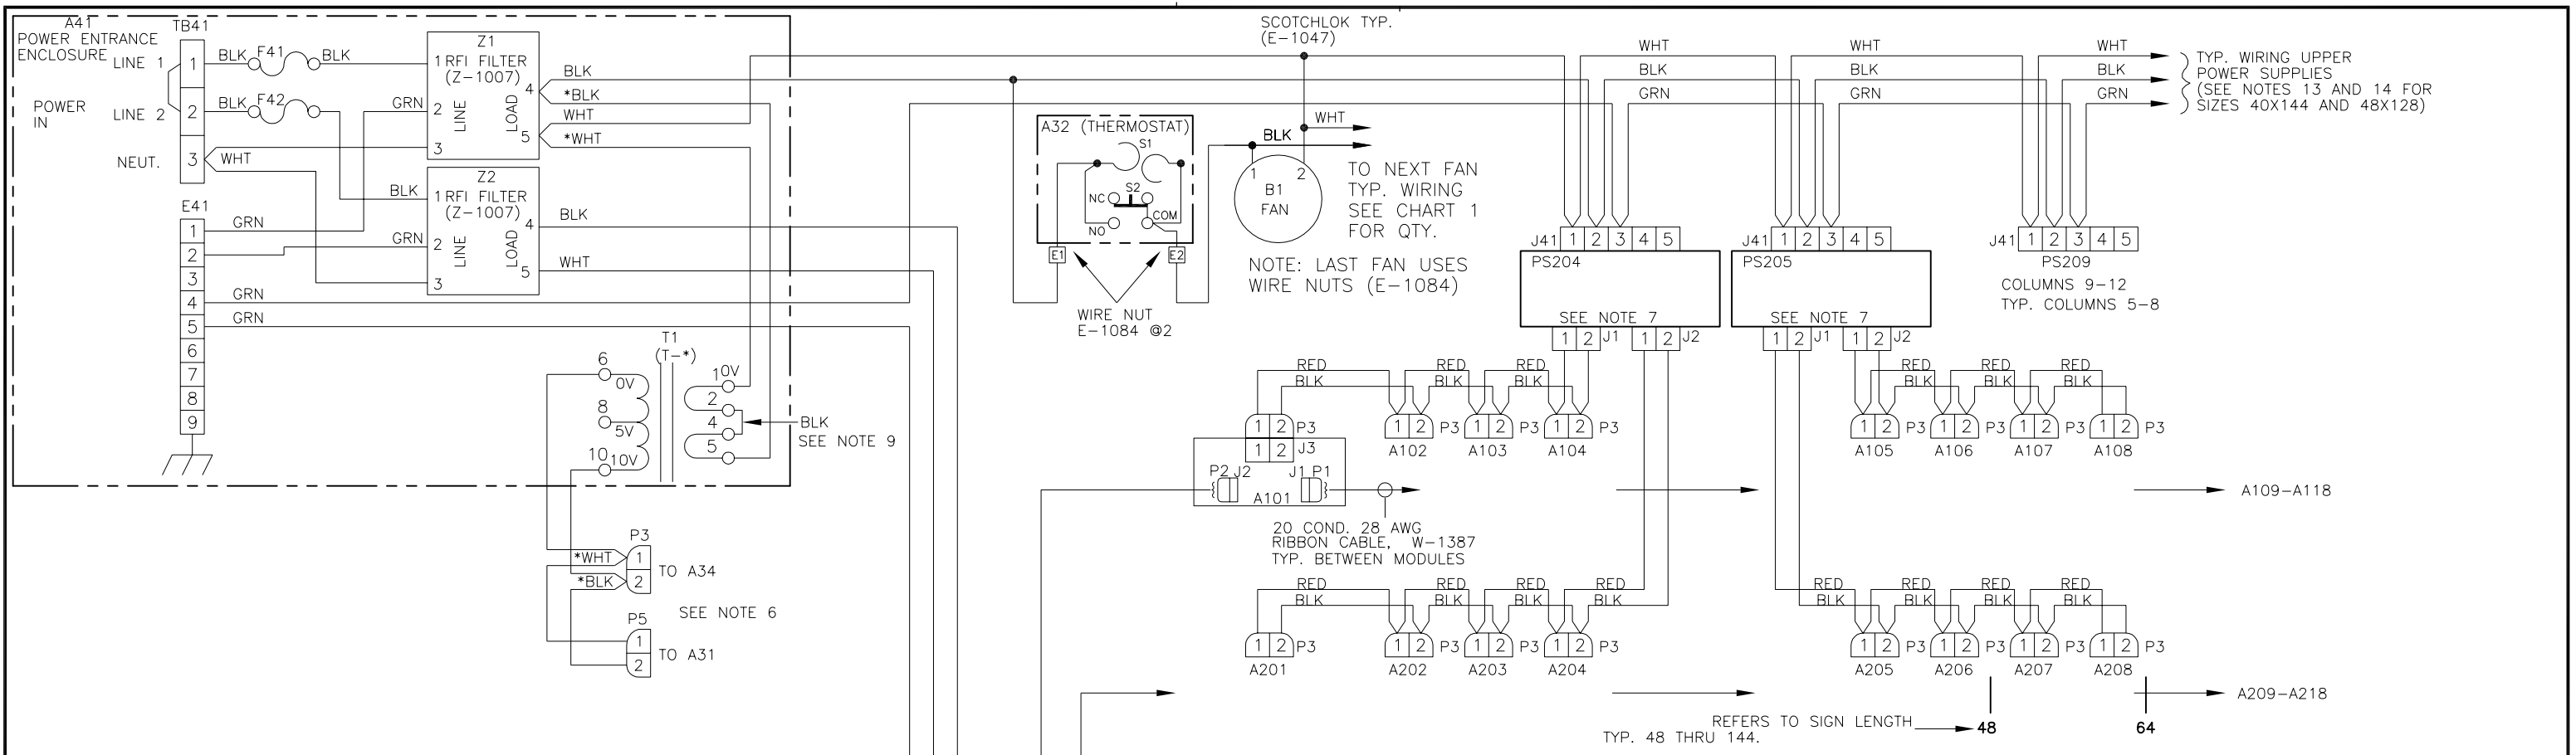 A41
POWER ENTRANCE
ENCLOSURE
TB41
LINE 1
1
BLK
F41
BLK
POWER
IN
LINE 2
2
BLK
F42
NEUT.
3
WHT
Z1
1 RFI FILTER
(Z-1007)
GRN
2
3
LINE
LOAD
4
5
BLK
*BLK
WHT
*WHT
Z2
BLK
1 RFI FILTER
(Z-1007)
GRN
2
3
LINE
LOAD
4
5
BLK
WHT
E41
1
GRN
2
3
4
GRN
5
GRN
6
7
8
9
T1
(T-*)
6
0V
8
5V
10
10V
1
0V
2
4
5
BLK
SEE NOTE 9
P3
*WHT
1
*BLK
2
TO A34
SEE NOTE 6
P5
1
2
TO A31
SCOTCHLOK TYP.
(E-1047)
A32 (THERMOSTAT)
S1
NC
S2
COM
NO
E1
E2
WIRE NUT
E-1084 @2
WHT
BLK
1
2
B1
FAN
TO NEXT FAN
TYP. WIRING
SEE CHART 1
FOR QTY.
NOTE: LAST FAN USES
WIRE NUTS (E-1084)
WHT
BLK
GRN
WHT
BLK
GRN
WHT
BLK
GRN
TYP. WIRING UPPER
POWER SUPPLIES
(SEE NOTES 13 AND 14 FOR
SIZES 40X144 AND 48X128)
J41 1 2 3 4 5
PS204
SEE NOTE 7
1 2 J1
1 2 J2
J41 1 2 3 4 5
PS205
SEE NOTE 7
1 2 J1
1 2 J2
J41 1 2 3 4 5
PS209
COLUMNS 9-12
TYP. COLUMNS 5-8
RED RED RED
BLK BLK BLK
1 2 P3
1 2 P3
1 2 P3
1 2 P3
A102 A103 A104
1 2 J3
P2 J2
J1 P1
A101
20 COND. 28 AWG
RIBBON CABLE, W-1387
TYP. BETWEEN MODULES
RED RED RED
BLK BLK BLK
1 2 P3
1 2 P3
1 2 P3
1 2 P3
A105 A106 A107 A108
A109-A118
RED RED RED RED
BLK BLK BLK BLK
1 2 P3
1 2 P3
1 2 P3
1 2 P3
A201 A202 A203 A204
RED RED RED RED
BLK BLK BLK BLK
1 2 P3
1 2 P3
1 2 P3
1 2 P3
A205 A206 A207 A208
A209-A218
REFERS TO SIGN LENGTH
TYP. 48 THRU 144.
48
64